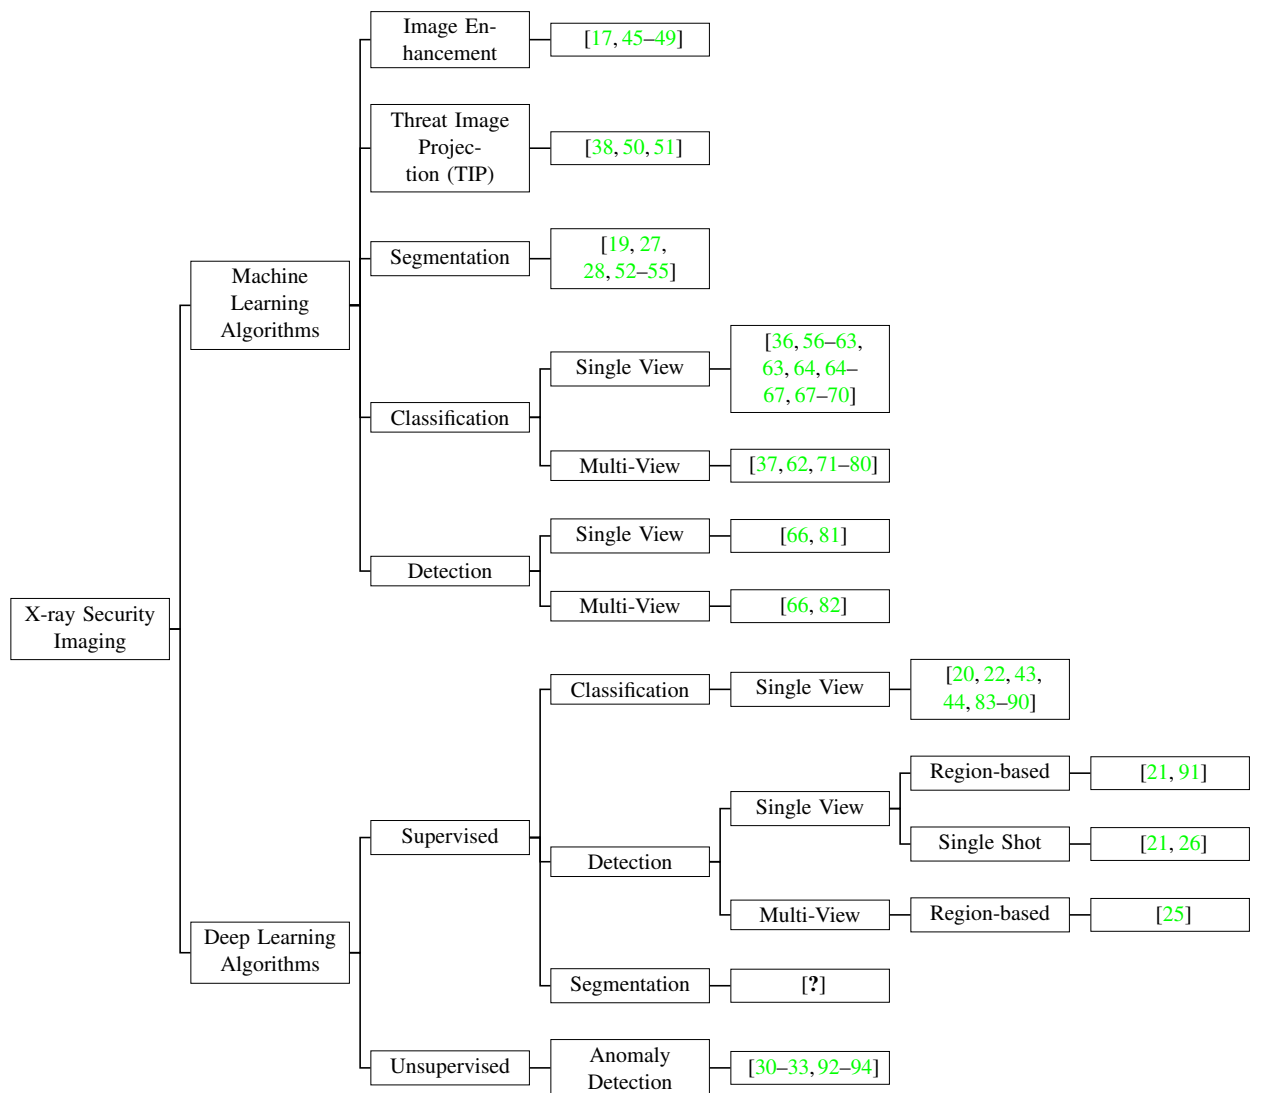 Image En-
hancement
[17, 45–49]
Threat Image
Projec-
tion (TIP)
[38, 50, 51]
Segmentation
[19, 27,
28, 52–55]
Machine
Learning
Algorithms
Classification
Single View
[36, 56–63,
63, 64, 64–
67, 67–70]
Multi-View
[37, 62, 71–80]
Detection
Single View
[66, 81]
Multi-View
[66, 82]
X-ray Security
Imaging
Deep Learning
Algorithms
Supervised
Classification
Single View
[20, 22, 43,
44, 83–90]
Detection
Single View
Region-based
[21, 91]
Single Shot
[21, 26]
Multi-View
Region-based
[25]
Segmentation
[?]
Unsupervised
Anomaly
Detection
[30–33, 92–94]